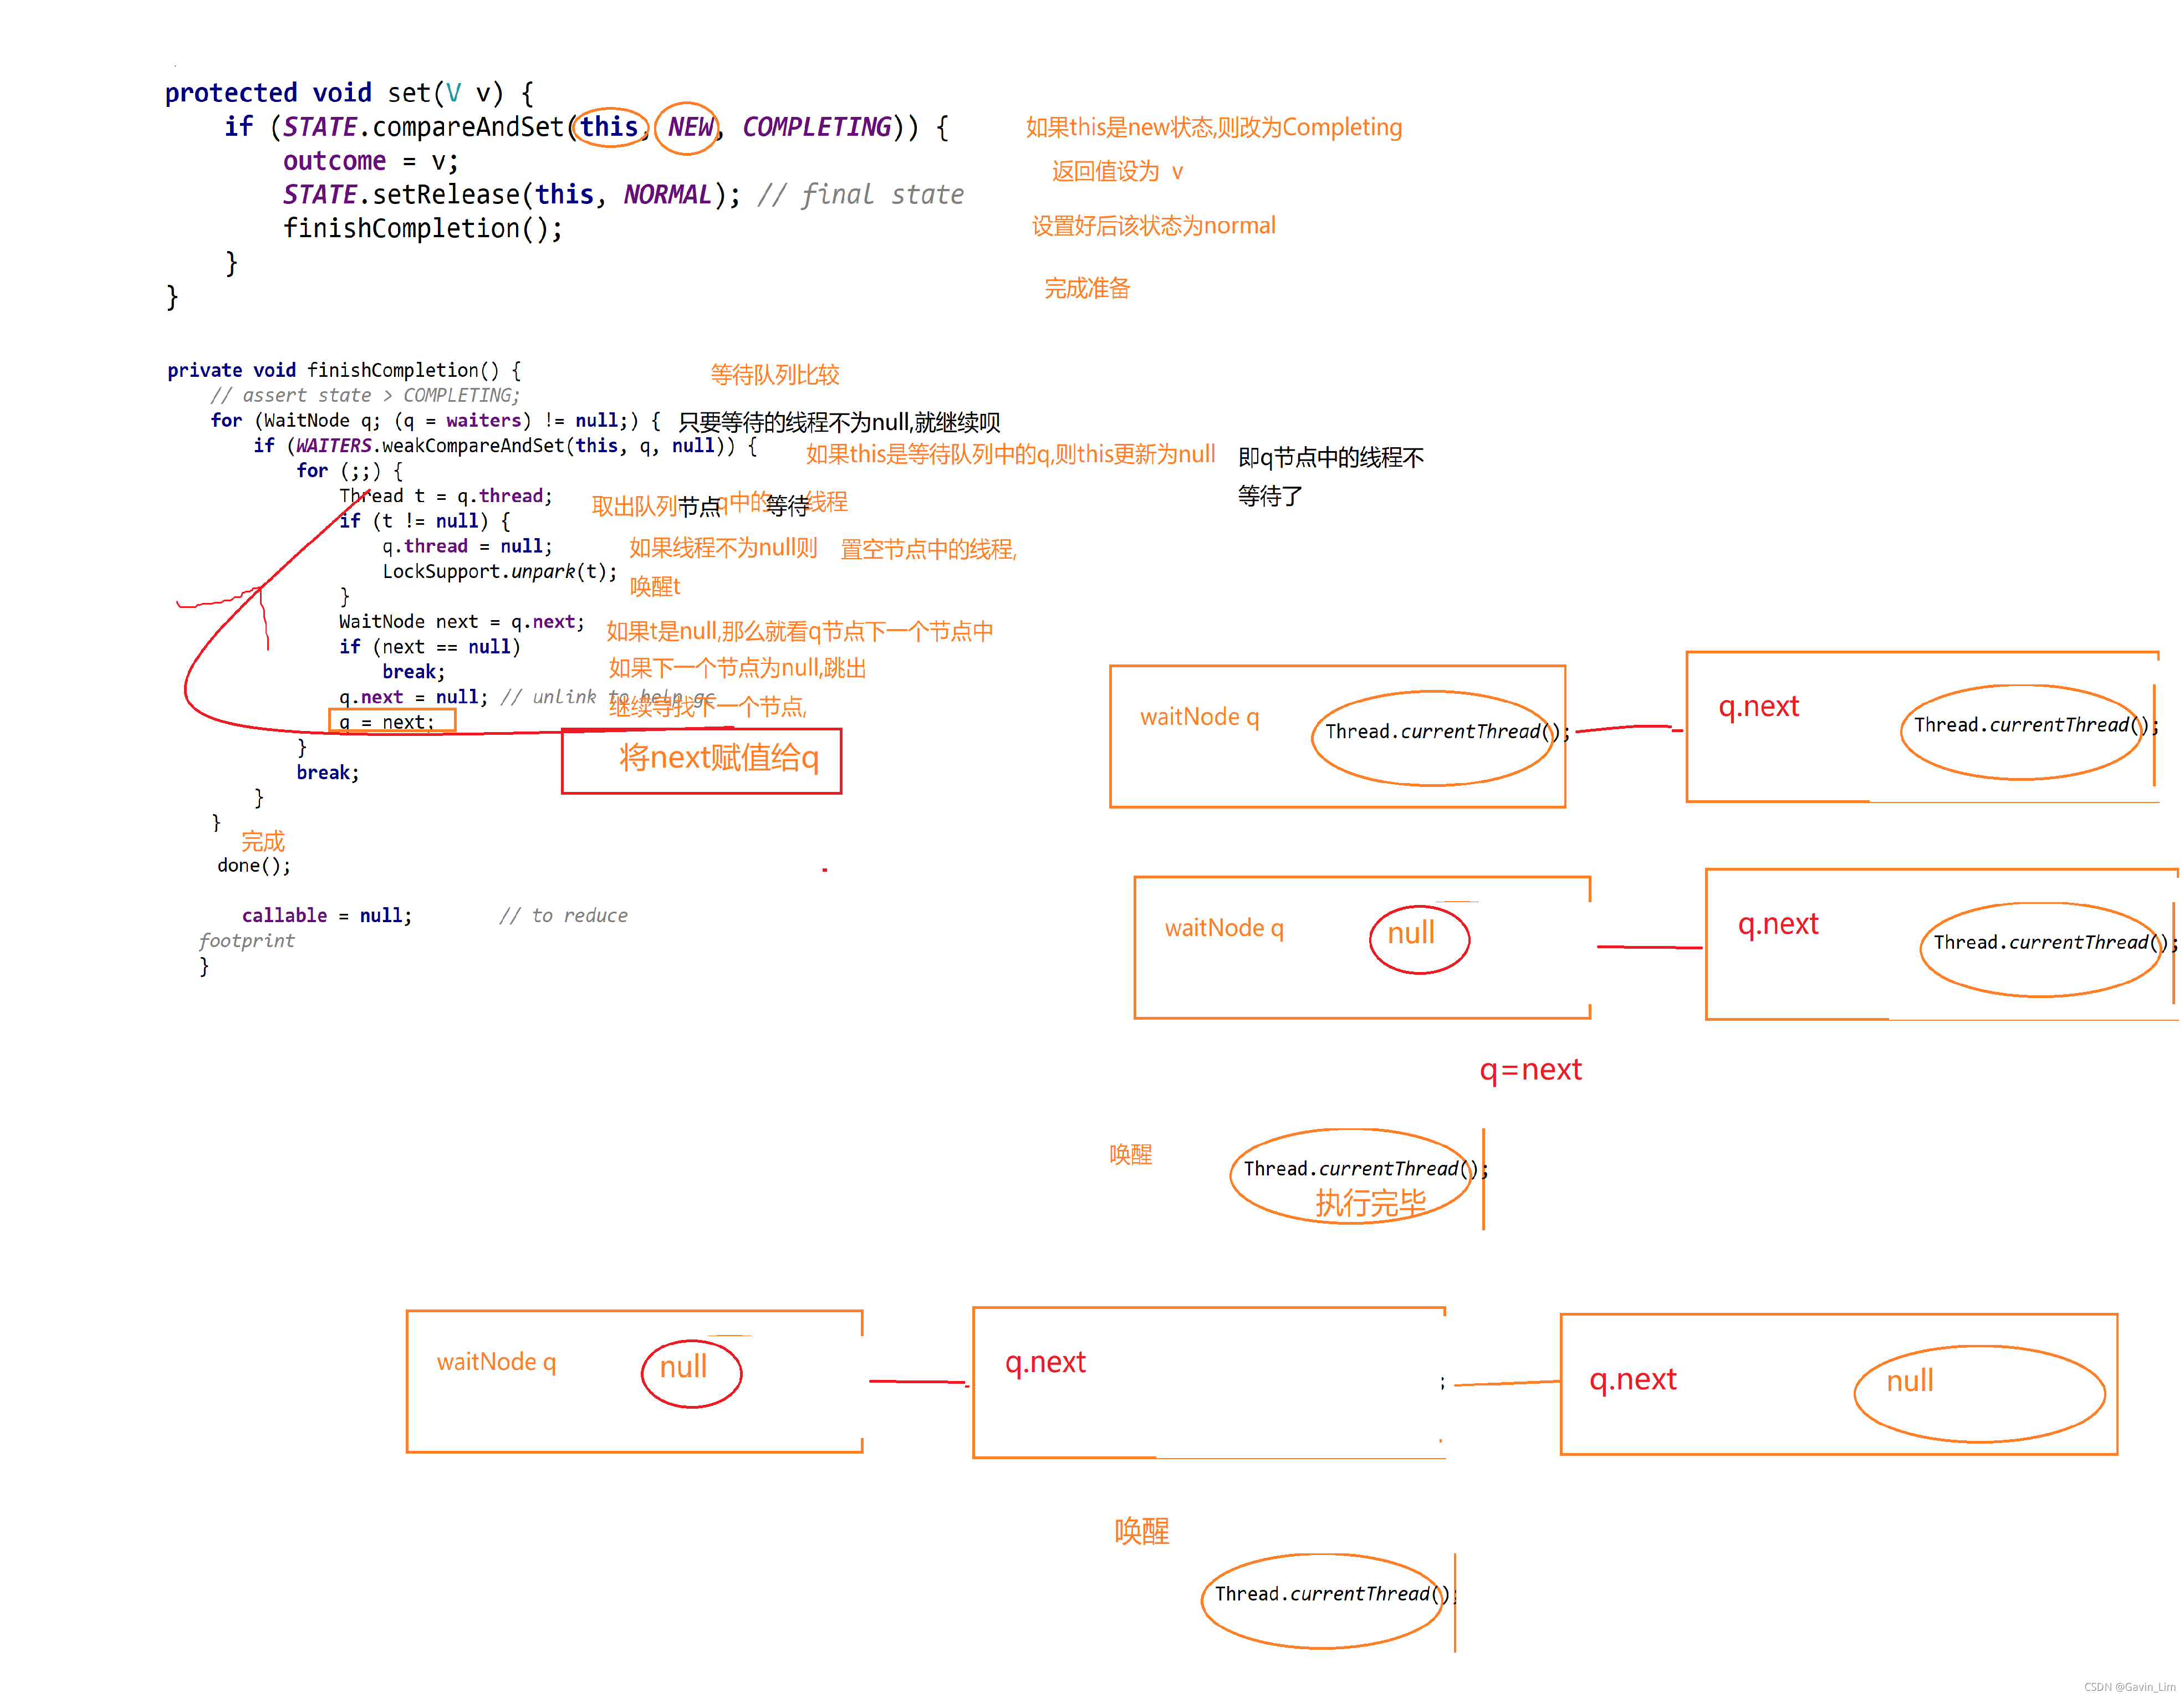 protected void set(V v) {
if (STATE.compareAndSet(this, NEW, COMPLETING)) {
如果this是new状态,则改为Completing
outcome = v;
返回值设为 v
STATE.setRelease(this, NORMAL); // final state
设置好后该状态为normal
finishCompletion();
}
完成准备
}
private void finishCompletion() {
等待队列比较
// assert state > COMPLETING;
for (WaitNode q; (q = waiters) != null;) {
只要等待的线程不为null,就继续呗
if (WAITERS.weakCompareAndSet(this, q, null)) {
如果this是等待队列中的q,则this更新为null
即q节点中的线程不
等待了
for (;;) {
Thread t = q.thread;
取出队列节点q中的等待线程
if (t != null) {
q.thread = null;
如果线程不为null则 置空节点中的线程,
LockSupport.unpark(t);
唤醒t
}
WaitNode next = q.next;
如果t是null,那么就看q节点下一个节点中
if (next == null)
如果下一个节点为null,跳出
break;
q.next = null; // unlink to help gc
继续寻找下一个节点,
q = next;
将next赋值给q
}
break;
}
}
完成
done();
callable = null; // to reduce
footprint
}
waitNode q
Thread.currentThread();
q.next
Thread.currentThread();
waitNode q
null
q.next
Thread.currentThread();
q=next
唤醒
Thread.currentThread();
执行完毕
waitNode q
null
q.next
;
q.next
null
唤醒
Thread.currentThread();
CSDN @Gavin_Lim